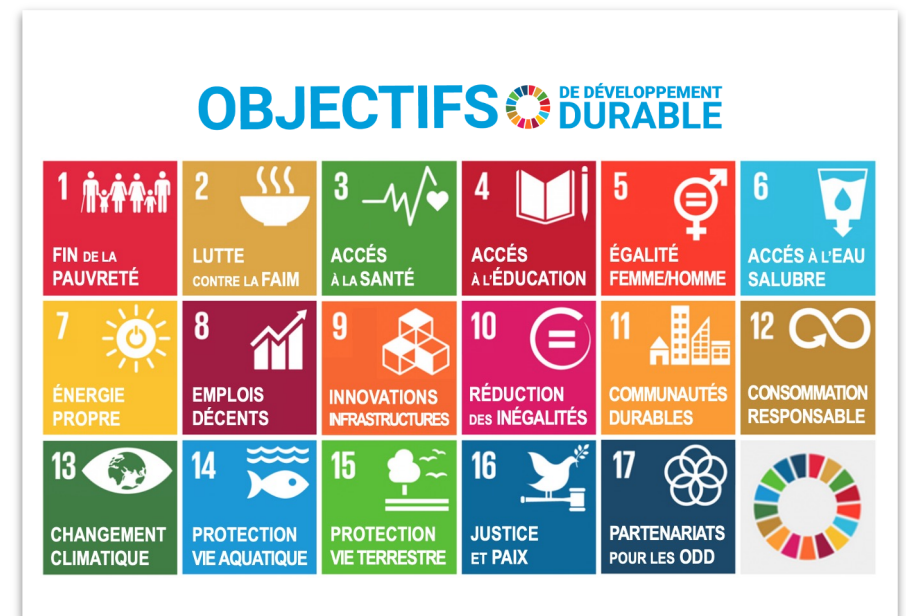 OBJECTIFS DE DÉVELOPPEMENT
DURABLE
1
FIN DE LA
PAUVRETÉ
2
LUTTE
CONTRE LA FAIM
3
ACCÉS
À LA SANTÉ
4
ACCÉS
À L'ÉDUCATION
5
ÉGALITÉ
FEMME/HOMME
6
ACCÉS À L'EAU
SALUBRE
7
ÉNERGIE
PROPRE
8
EMPLOIS
DÉCENTS
9
INNOVATIONS
INFRASTRUCTURES
10
RÉDUCTION
DES INÉGALITÉS
11
COMMUNAUTÉS
DURABLES
12
CONSOMMATION
RESPONSABLE
13
CHANGEMENT
CLIMATIQUE
14
PROTECTION
VIE AQUATIQUE
15
PROTECTION
VIE TERRESTRE
16
JUSTICE
ET PAIX
17
PARTENARIATS
POUR LES ODD